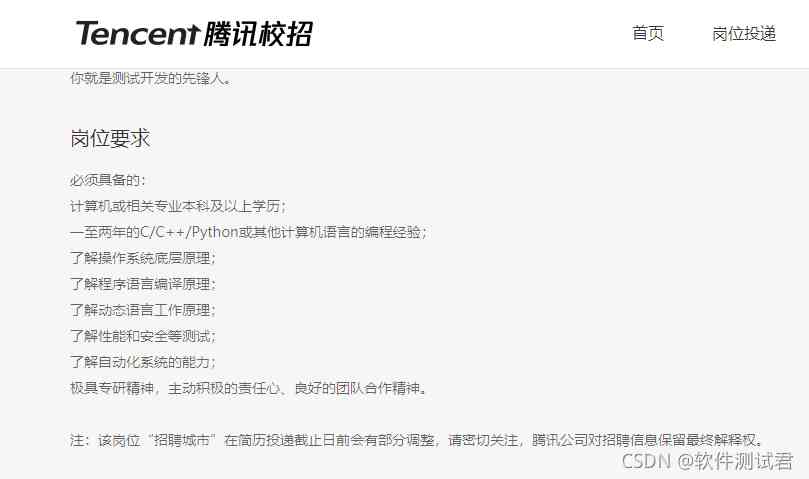 Tencent 腾讯校招 首页 岗位投递
你就是测试开发的先锋人。
岗位要求
必须具备的：
计算机或相关专业本科及以上学历；
一至两年的C/C++/Python或其他计算机语言的编程经验；
了解操作系统底层原理；
了解程序语言编译原理；
了解动态语言工作原理；
了解性能和安全等测试；
了解自动化系统的能力；
极具专研精神，主动积极的责任心、良好的团队合作精神。
注：该岗位“招聘城市”在简历投递截止日前会有部分调整，请密切关注，腾讯公司对招聘信息保留最终解释权。
CSDN @软件测试君